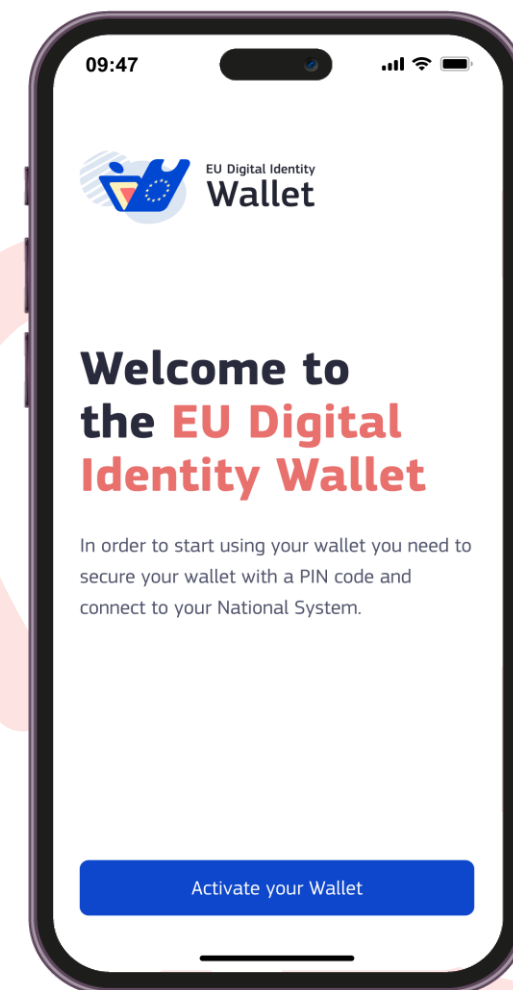 09:47
EU Digital Identity
Wallet
Welcome to
the EU Digital
Identity Wallet
In order to start using your wallet you need to
secure your wallet with a PIN code and
connect to your National System.
Activate your Wallet